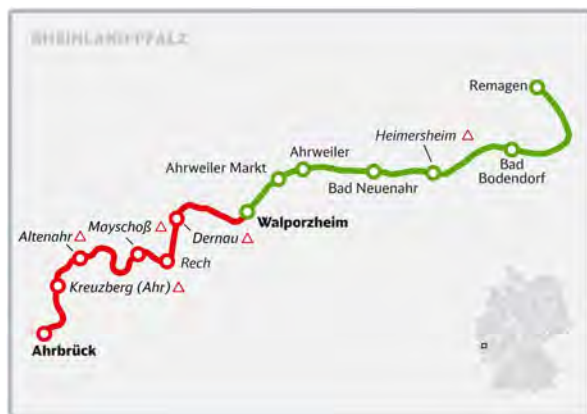 RHEINLAND-PFALZ
Remagen
Heimersheim
Ahrweiler
Ahrweiler Markt
Bad Neuenahr
Bad
Bodendorf
Walporzheim
Mayschoß
Dernau
Altenahr
Rech
Kreuzberg (Ahr)
Ahrbrück